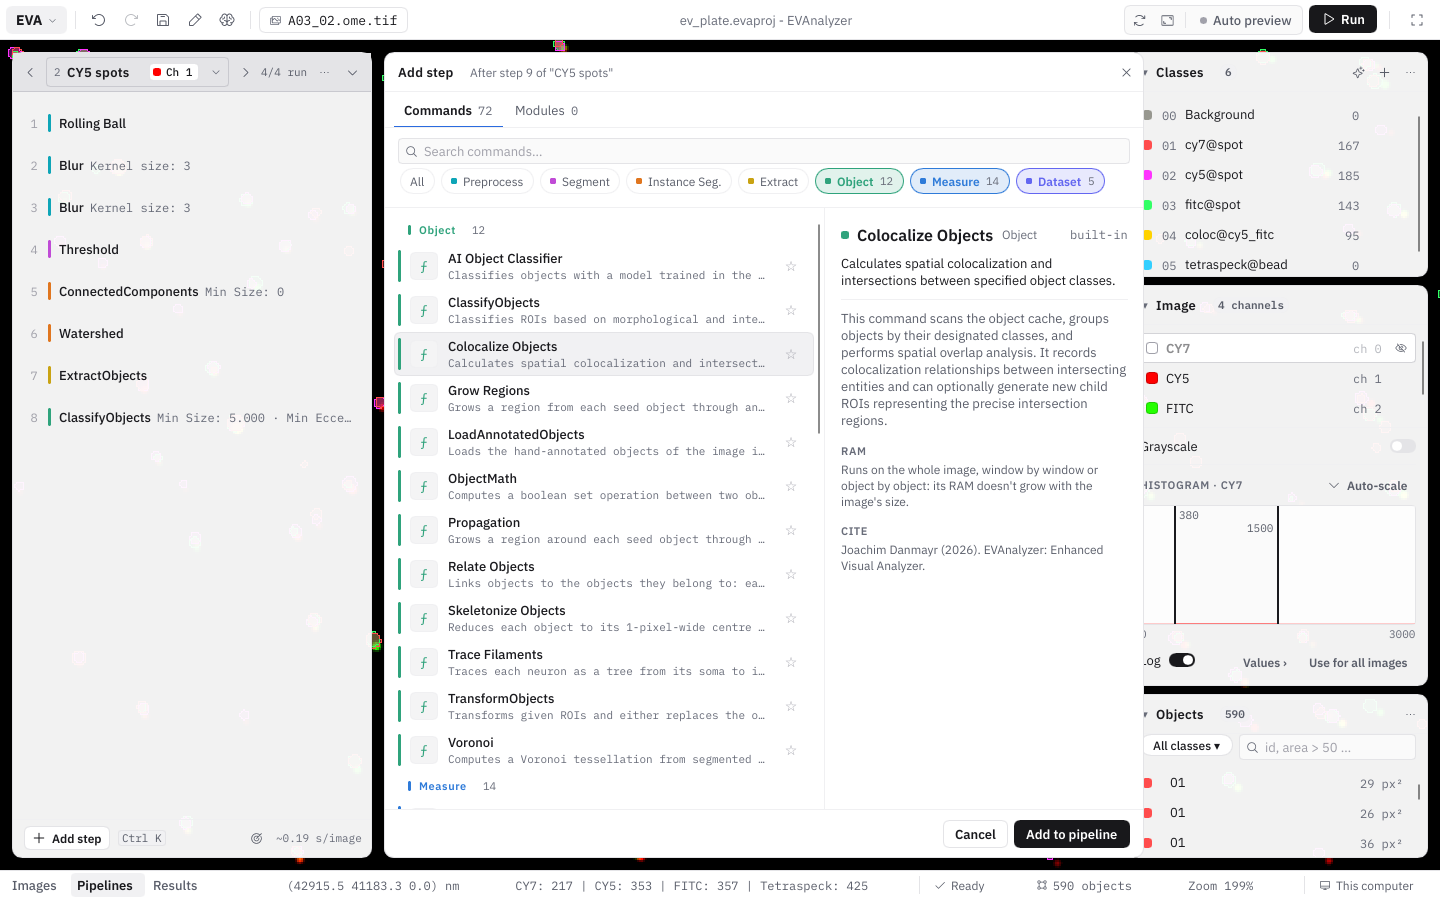 EVA
A03_02.ome.tif
ev_plate.evaproj - EVAnalyzer
Auto preview
Run
2 CY5 spots Ch 1
4/4 run ···
1 Rolling Ball
2 Blur Kernel size: 3
3 Blur Kernel size: 3
4 Threshold
5 ConnectedComponents Min Size: 0
6 Watershed
7 ExtractObjects
8 ClassifyObjects Min Size: 5.000 · Min Ecce…
Add step Ctrl K
~0.19 s/image
Add step After step 9 of "CY5 spots"
Commands 72
Modules 0
Search commands...
All
Preprocess
Segment
Instance Seg.
Extract
Object 12
Measure 14
Dataset 5
Object 12
AI Object Classifier
Classifies objects with a model trained in the …
ClassifyObjects
Classifies ROIs based on morphological and inte…
Colocalize Objects
Calculates spatial colocalization and intersect…
Grow Regions
Grows a region from each seed object through an…
LoadAnnotatedObjects
Loads the hand-annotated objects of the image i…
ObjectMath
Computes a boolean set operation between two ob…
Propagation
Grows a region around each seed object through …
Relate Objects
Links objects to the objects they belong to: ea…
Skeletonize Objects
Reduces each object to its 1-pixel-wide centre …
Trace Filaments
Traces each neuron as a tree from its soma to i…
TransformObjects
Transforms given ROIs and either replaces the o…
Voronoi
Computes a Voronoi tessellation from segmented …
Measure 14
Colocalize Objects Object built-in
Calculates spatial colocalization and
intersections between specified object classes.
This command scans the object cache, groups
objects by their designated classes, and
performs spatial overlap analysis. It records
colocalization relationships between intersecting
entities and can optionally generate new child
ROIs representing the precise intersection
regions.
RAM
Runs on the whole image, window by window or
object by object: its RAM doesn't grow with the
image's size.
CITE
Joachim Danmayr (2026). EVAnalyzer: Enhanced
Visual Analyzer.
Cancel
Add to pipeline
Classes 6
00 Background 0
01 cy7@spot 167
02 cy5@spot 185
03 fitc@spot 143
04 coloc@cy5_fitc 95
05 tetraspeck@bead 0
Image 4 channels
CY7 ch 0
CY5 ch 1
FITC ch 2
Grayscale
HISTOGRAM · CY7
Auto-scale
380
1500
3000
Log
Values ›
Use for all images
Objects 590
All classes ▾
id, area > 50 ...
01 29 px²
01 26 px²
01 36 px²
Images
Pipelines
Results
(42915.5 41183.3 0.0) nm
CY7: 217 | CY5: 353 | FITC: 357 | Tetraspeck: 425
Ready
590 objects
Zoom 199%
This computer